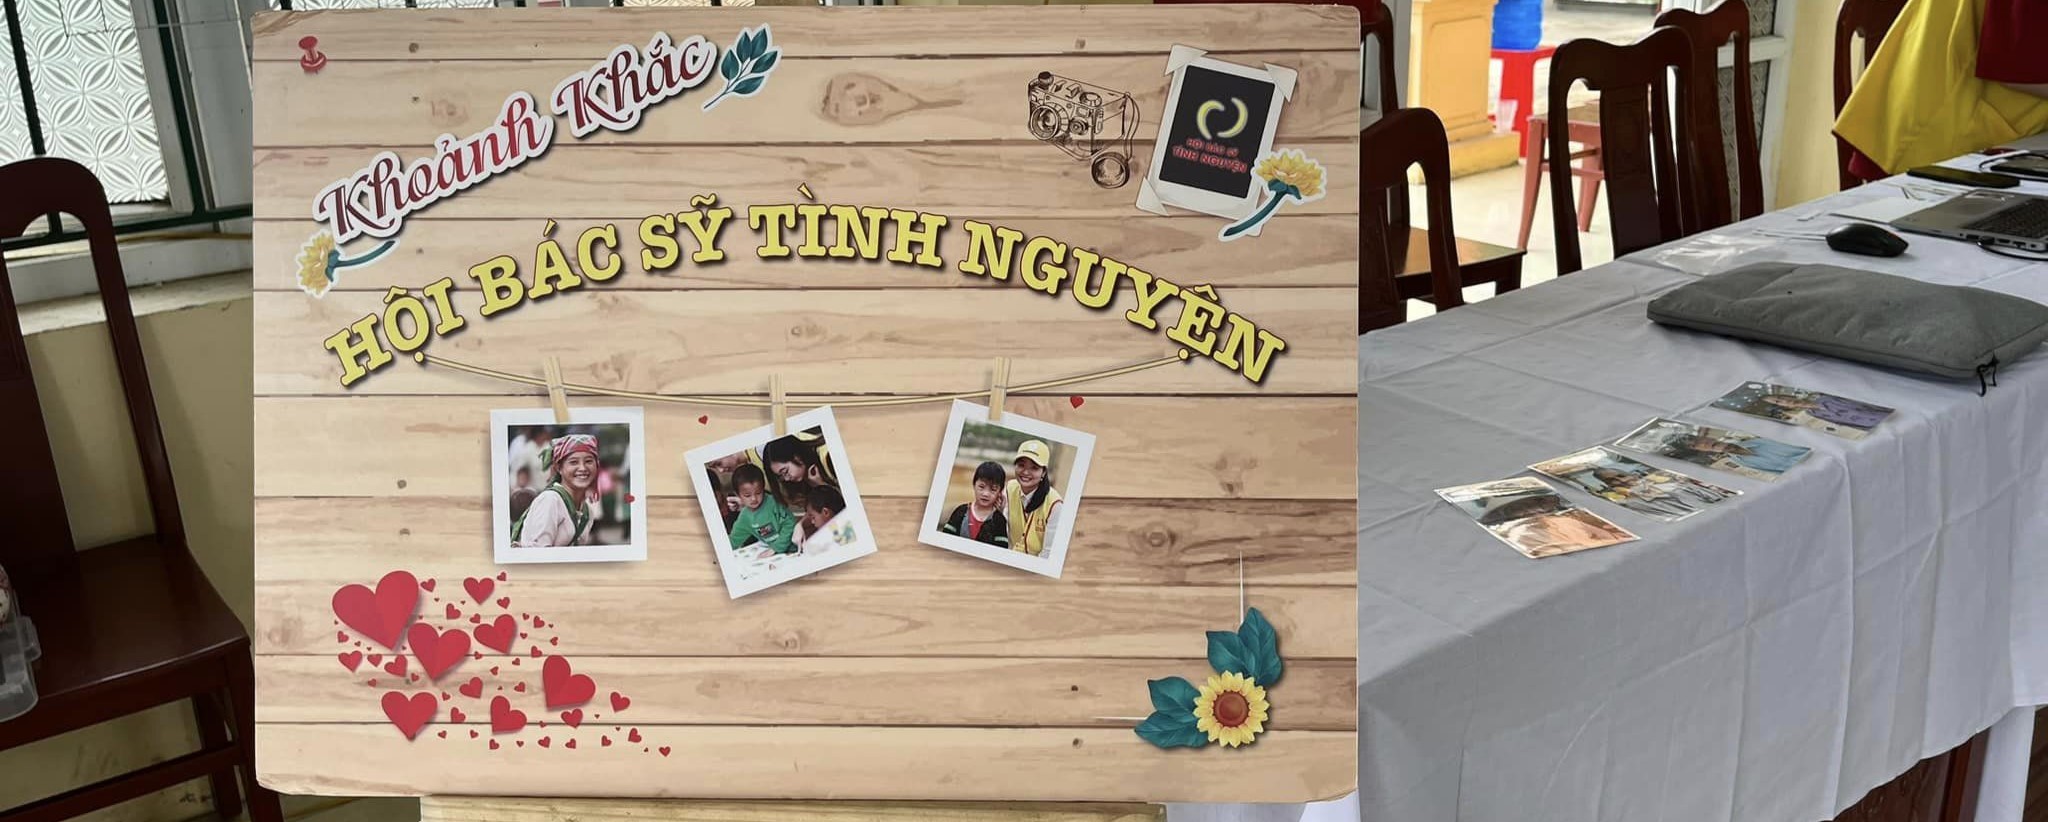 Khoảnh Khắc
HỘI BÁC SỸ TÌNH NGUYỆN
HỘI BÁC SỸ
TÌNH NGUYỆN